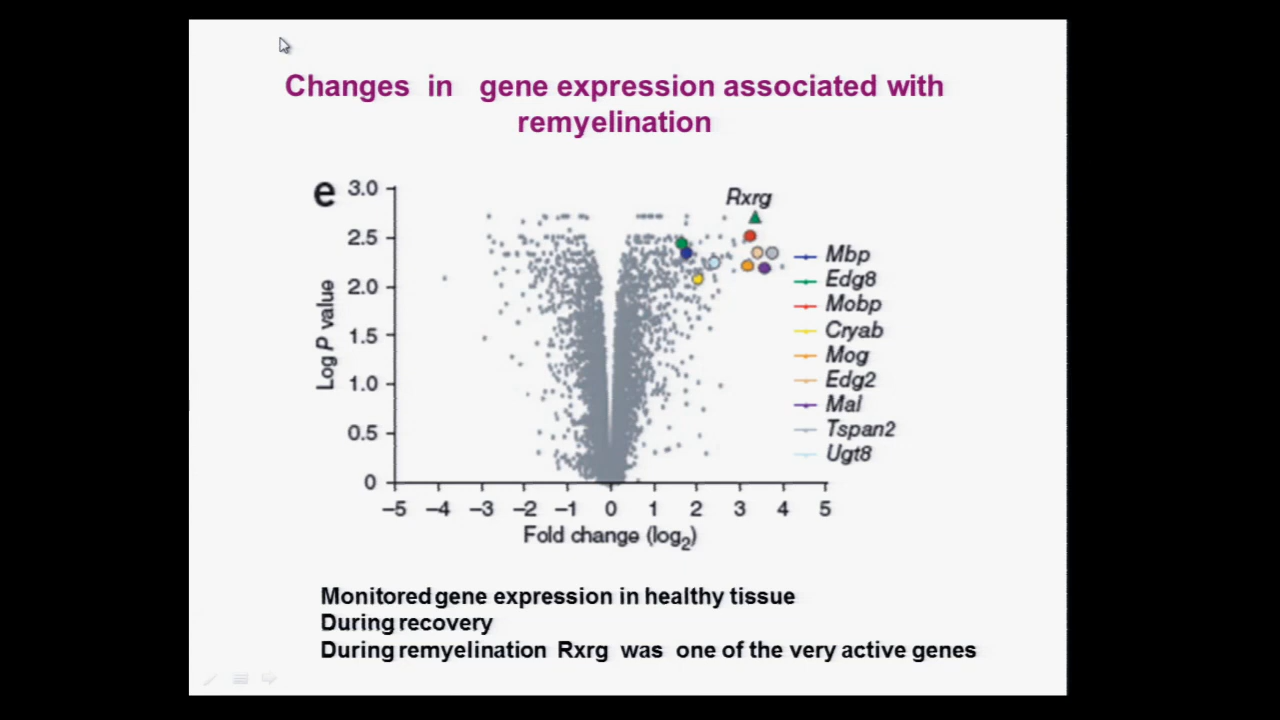 Changes in gene expression associated with
remyelination
e
Rxrg
3.0
2.5
2.0
1.5
1.0
0.5
0
Log P value
–5 –4 –3 –2 –1 0 1 2 3 4 5
Fold change (log2)
Mbp
Edg8
Mobp
Cryab
Mog
Edg2
Mal
Tspan2
Ugt8
Monitored gene expression in healthy tissue
During recovery
During remyelination Rxrg was one of the very active genes